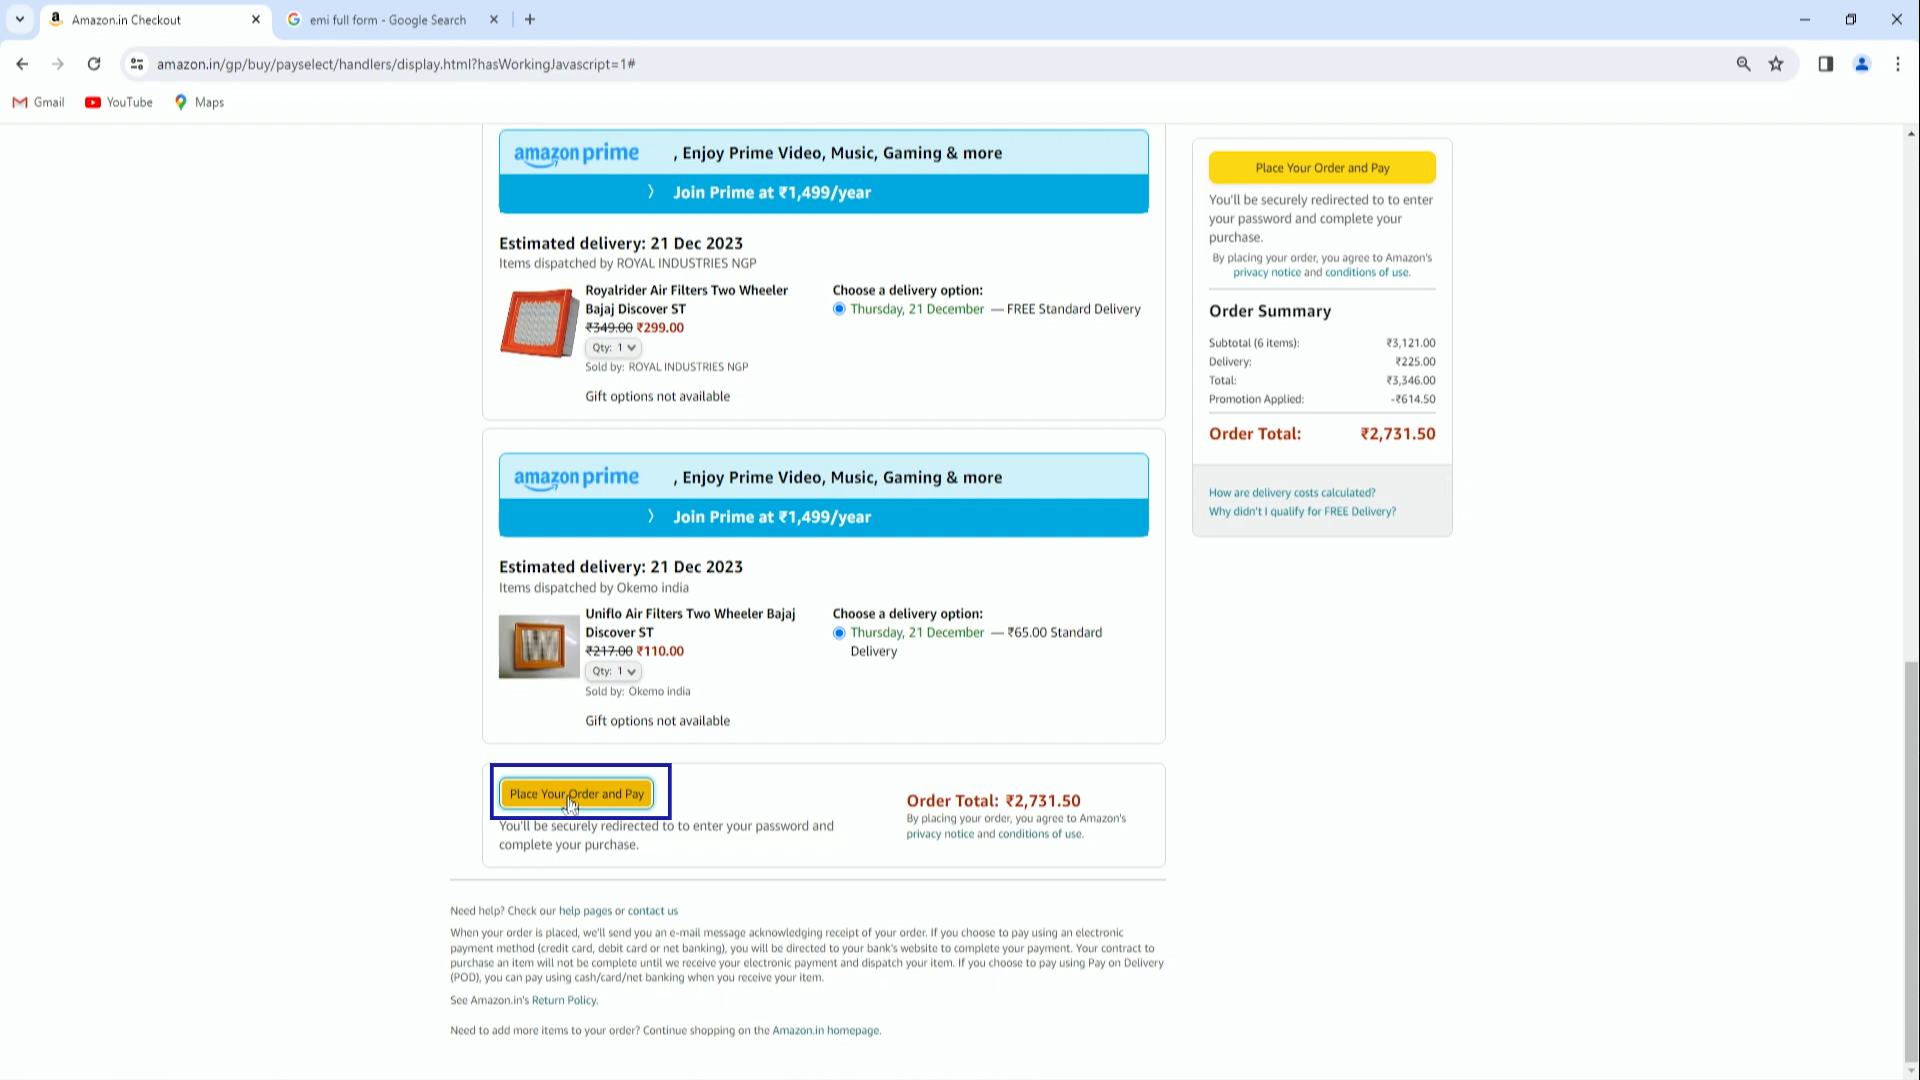 Amazon.in Checkout
emi full form - Google Search
amazon.in/gp/buy/payselect/handlers/display.html?hasWorkingJavascript=1#
Gmail
YouTube
Maps
amazon prime , Enjoy Prime Video, Music, Gaming & more
Join Prime at ₹1,499/year
Estimated delivery: 21 Dec 2023
Items dispatched by ROYAL INDUSTRIES NGP
Royalrider Air Filters Two Wheeler
Bajaj Discover ST
₹349.00 ₹299.00
Qty: 1
Sold by: ROYAL INDUSTRIES NGP
Gift options not available
Choose a delivery option:
Thursday, 21 December — FREE Standard Delivery
amazon prime , Enjoy Prime Video, Music, Gaming & more
Join Prime at ₹1,499/year
Estimated delivery: 21 Dec 2023
Items dispatched by Okemo india
Uniflo Air Filters Two Wheeler Bajaj
Discover ST
₹217.00 ₹110.00
Qty: 1
Sold by: Okemo india
Gift options not available
Choose a delivery option:
Thursday, 21 December — ₹65.00 Standard
Delivery
Place Your Order and Pay
You'll be securely redirected to to enter your password and
complete your purchase.
Order Total: ₹2,731.50
By placing your order, you agree to Amazon's
privacy notice and conditions of use.
Need help? Check our help pages or contact us
When your order is placed, we'll send you an e-mail message acknowledging receipt of your order. If you choose to pay using an electronic
payment method (credit card, debit card or net banking), you will be directed to your bank's website to complete your payment. Your contract to
purchase an item will not be complete until we receive your electronic payment and dispatch your item. If you choose to pay using Pay on Delivery
(POD), you can pay using cash/card/net banking when you receive your item.
See Amazon.in's Return Policy.
Need to add more items to your order? Continue shopping on the Amazon.in homepage.
Place Your Order and Pay
You'll be securely redirected to to enter
your password and complete your
purchase.
By placing your order, you agree to Amazon's
privacy notice and conditions of use.
Order Summary
Subtotal (6 items): ₹3,121.00
Delivery: ₹225.00
Total: ₹3,346.00
Promotion Applied: -₹614.50
Order Total: ₹2,731.50
How are delivery costs calculated?
Why didn't I qualify for FREE Delivery?